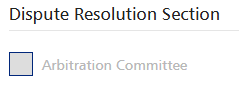 Dispute Resolution Section
Arbitration Committee